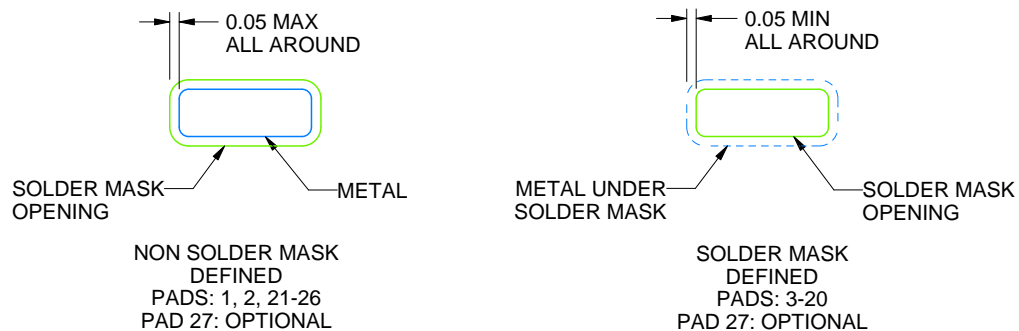 0.05 MAX
ALL AROUND
SOLDER MASK
OPENING
METAL
NON SOLDER MASK
DEFINED
PADS: 1, 2, 21-26
PAD 27: OPTIONAL
0.05 MIN
ALL AROUND
METAL UNDER
SOLDER MASK
SOLDER MASK
OPENING
SOLDER MASK
DEFINED
PADS: 3-20
PAD 27: OPTIONAL